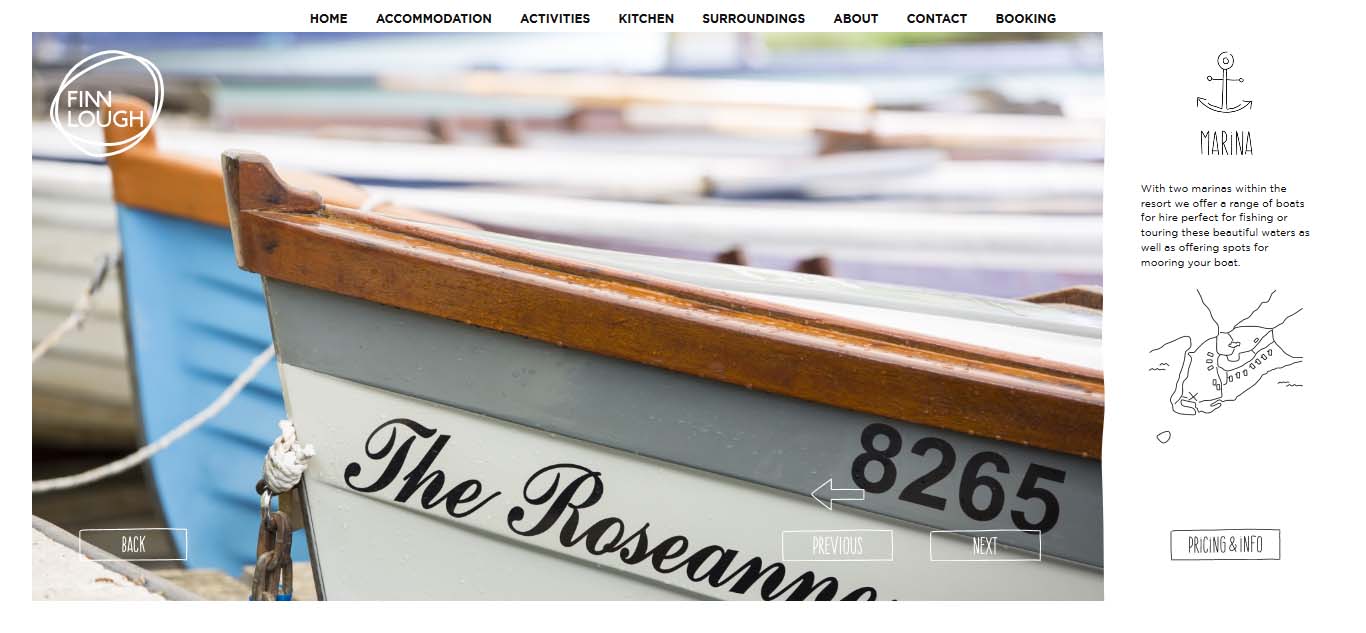 HOME ACCOMMODATION ACTIVITIES KITCHEN SURROUNDINGS ABOUT CONTACT BOOKING
FINN
LOUGH
MARINA
With two marinas within the
resort we offer a range of boats
for hire perfect for fishing or
touring these beautiful waters as
well as offering spots for
mooring your boat.
8265
The Roseanne
BACK PREVIOUS NEXT PRICING & INFO